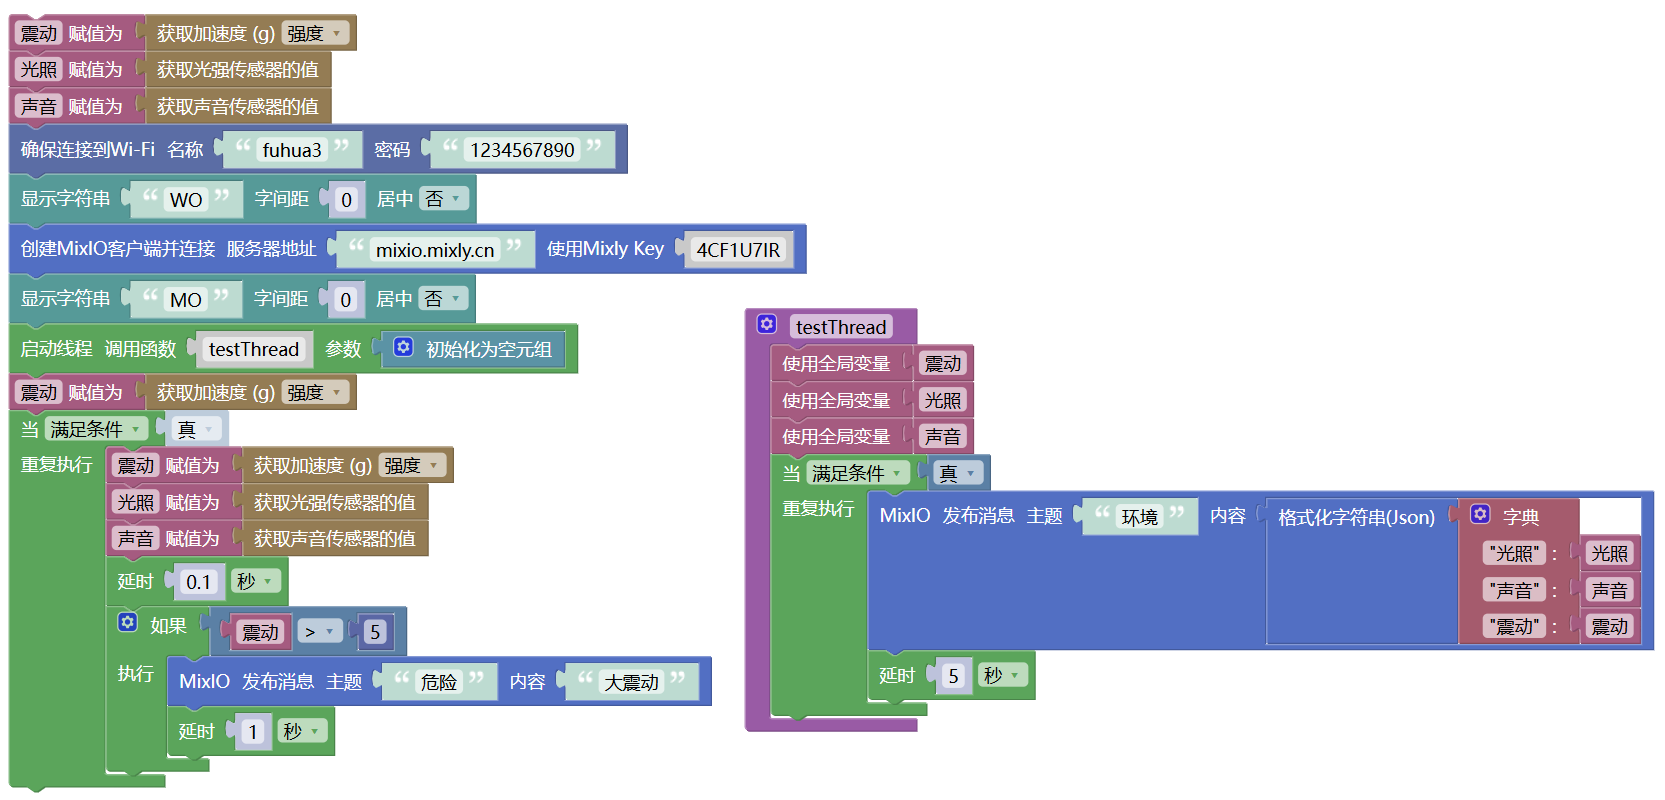 震动 赋值为 获取加速度 (g) 强度
光照 赋值为 获取光强传感器的值
声音 赋值为 获取声音传感器的值
确保连接到Wi-Fi 名称 “ fuhua3 ” 密码 “ 1234567890 ”
显示字符串 “ WO ” 字间距 0 居中 否
创建MixIO客户端并连接 服务器地址 “ mixio.mixly.cn ” 使用Mixly Key 4CF1U7IR
显示字符串 “ MO ” 字间距 0 居中 否
启动线程 调用函数 testThread 参数 初始化为空元组
震动 赋值为 获取加速度 (g) 强度
当 满足条件 真
重复执行 震动 赋值为 获取加速度 (g) 强度
光照 赋值为 获取光强传感器的值
声音 赋值为 获取声音传感器的值
延时 0.1 秒
如果 震动 > 5
执行 MixIO 发布消息 主题 “ 危险 ” 内容 “ 大震动 ”
延时 1 秒
testThread
使用全局变量 震动
使用全局变量 光照
使用全局变量 声音
当 满足条件 真
重复执行 MixIO 发布消息 主题 “ 环境 ” 内容 格式化字符串(Json) 字典
"光照" : 光照
"声音" : 声音
"震动" : 震动
延时 5 秒